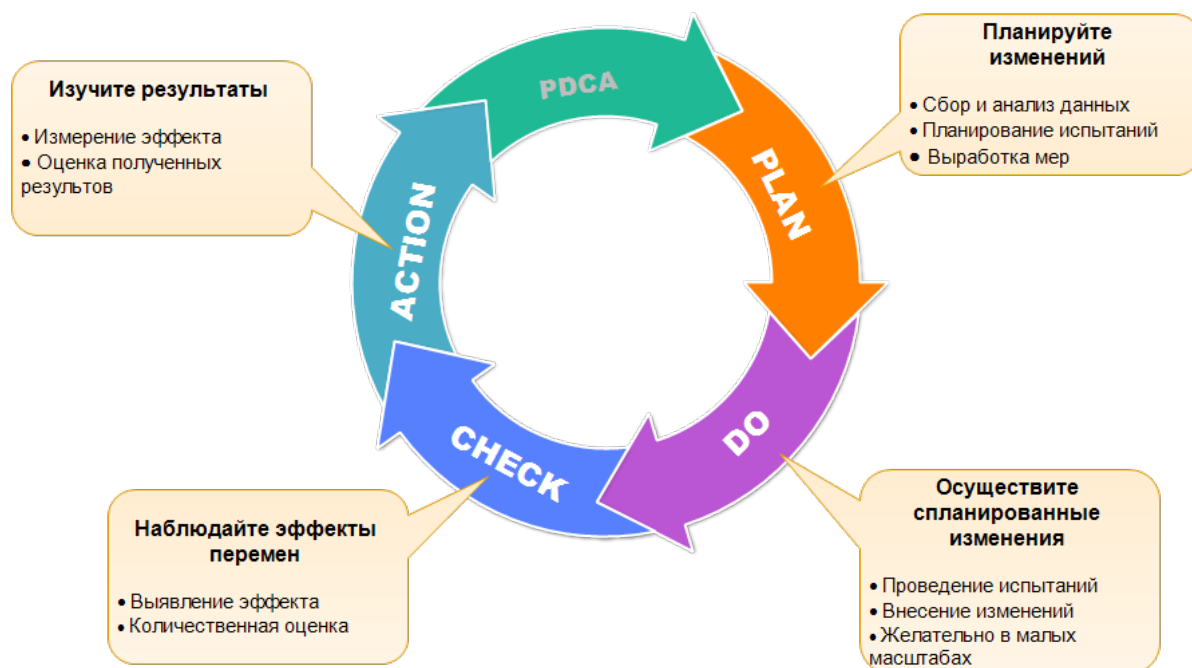 PDCA
Планируйте
изменений
• Сбор и анализ данных
• Планирование испытаний
• Выработка мер
PLAN
DO
Осуществите
спланированные
изменения
• Проведение испытаний
• Внесение изменений
• Желательно в малых
масштабах
CHECK
Наблюдайте эффекты
перемен
• Выявление эффекта
• Количественная оценка
ACTION
Изучите результаты
• Измерение эффекта
• Оценка полученных
результов